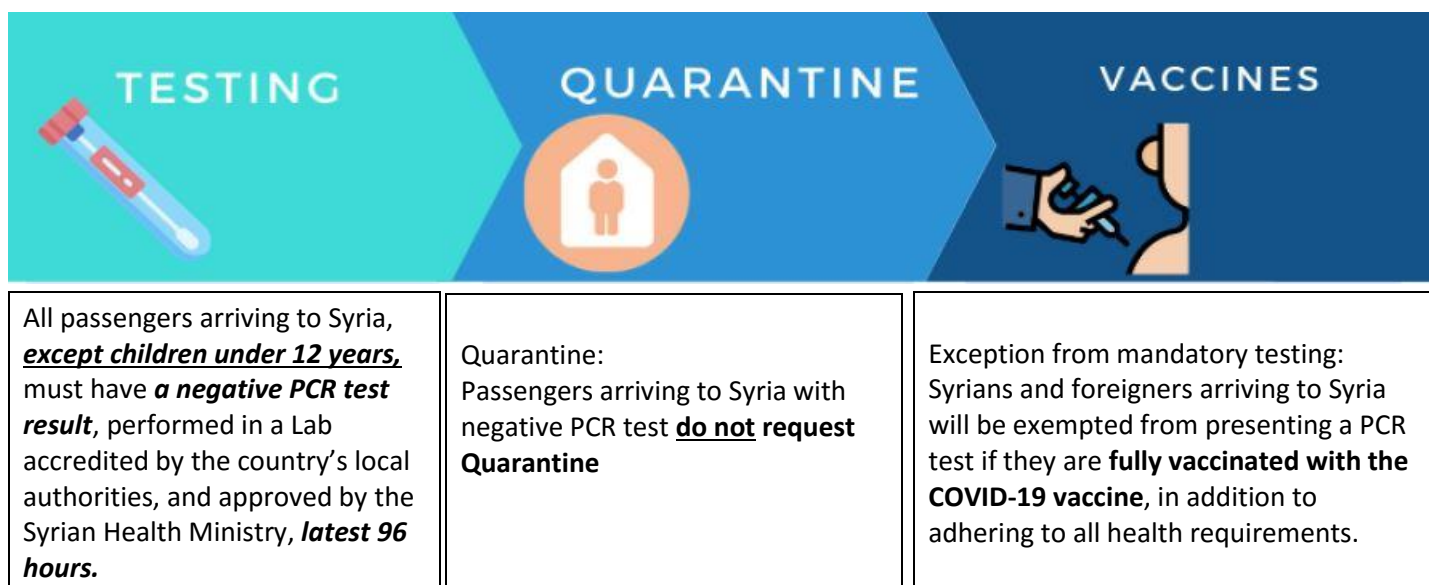 TESTING
QUARANTINE
VACCINES
All passengers arriving to Syria,
except children under 12 years,
must have a negative PCR test
result, performed in a Lab
accredited by the country's local
authorities, and approved by the
Syrian Health Ministry, latest 96
hours.
Quarantine:
Passengers arriving to Syria with
negative PCR test do not request
Quarantine
Exception from mandatory testing:
Syrians and foreigners arriving to Syria
will be exempted from presenting a PCR
test if they are fully vaccinated with the
COVID-19 vaccine, in addition to
adhering to all health requirements.